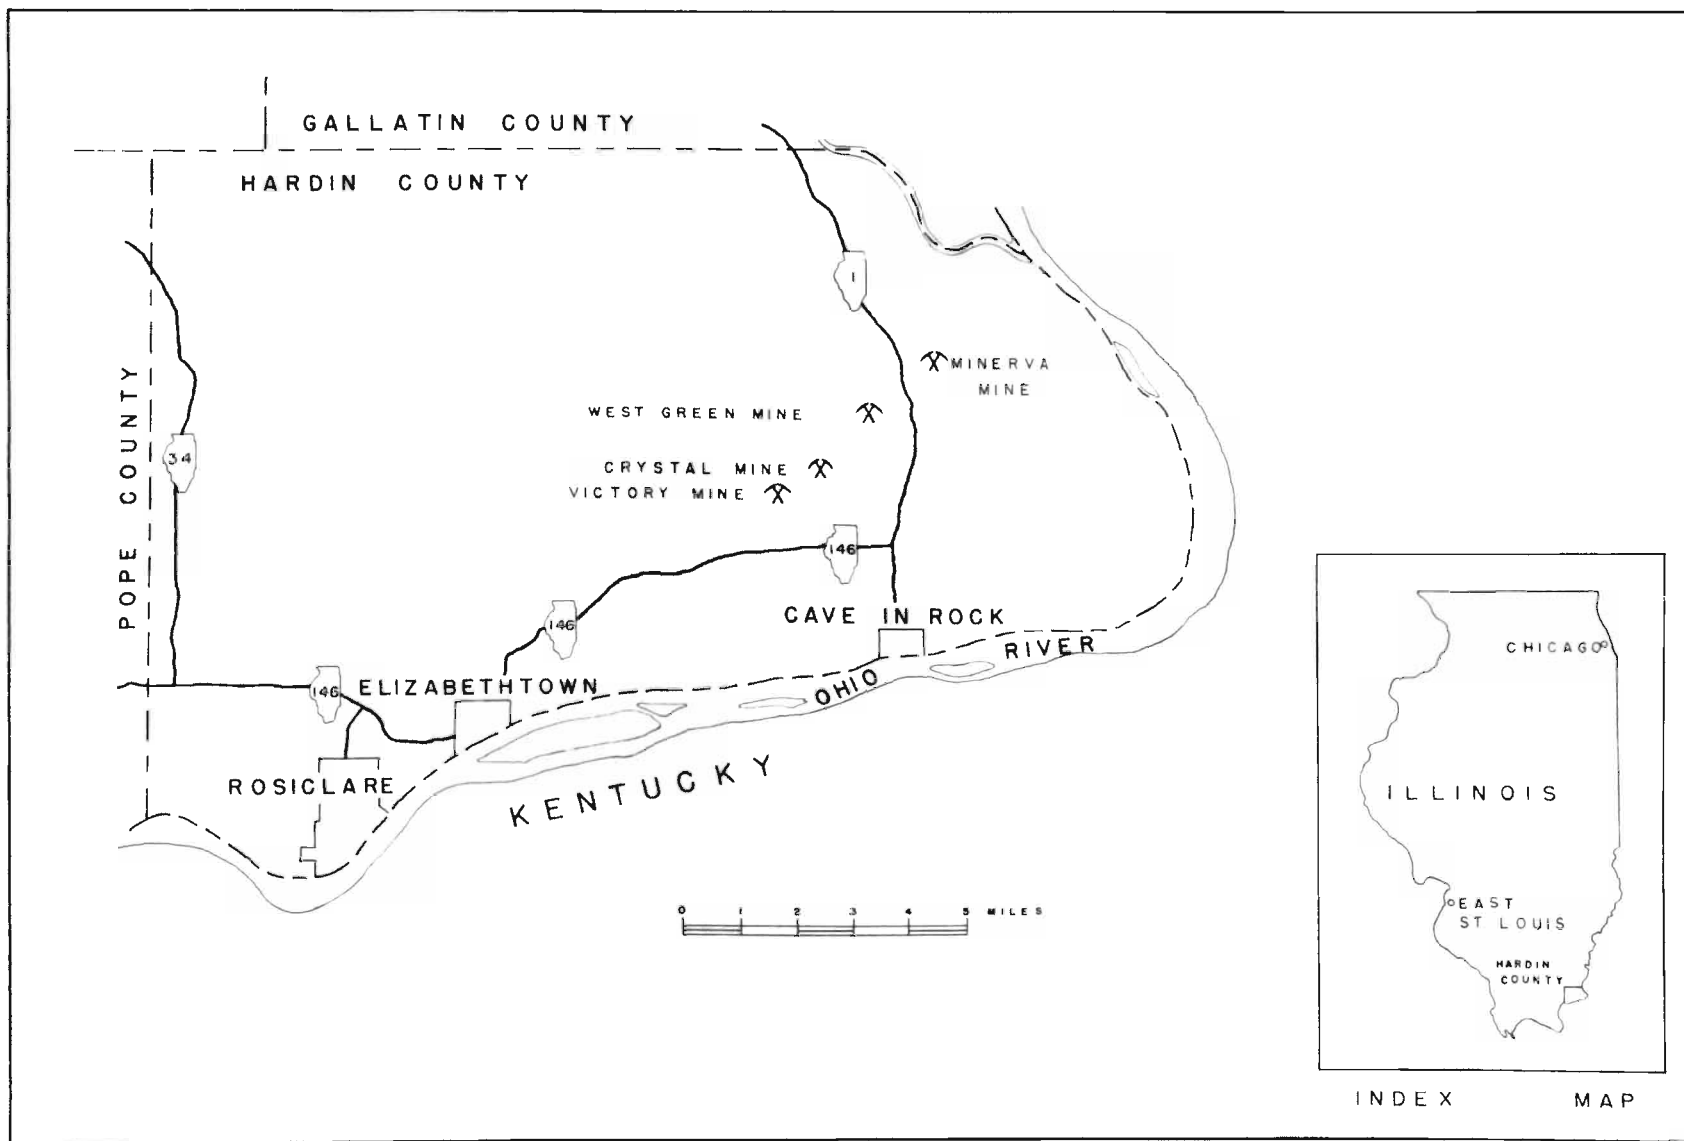 GALLATIN COUNTY
HARDIN COUNTY
POPE COUNTY
1
MINERVA
MINE
WEST GREEN MINE
34
CRYSTAL MINE
VICTORY MINE
146
146
CAVE IN ROCK
146
ELIZABETHTOWN
OHIO RIVER
ROSICLARE
KENTUCKY
0 1 2 3 4 5 MILES
CHICAGO
ILLINOIS
EAST
ST LOUIS
HARDIN
COUNTY
INDEX MAP